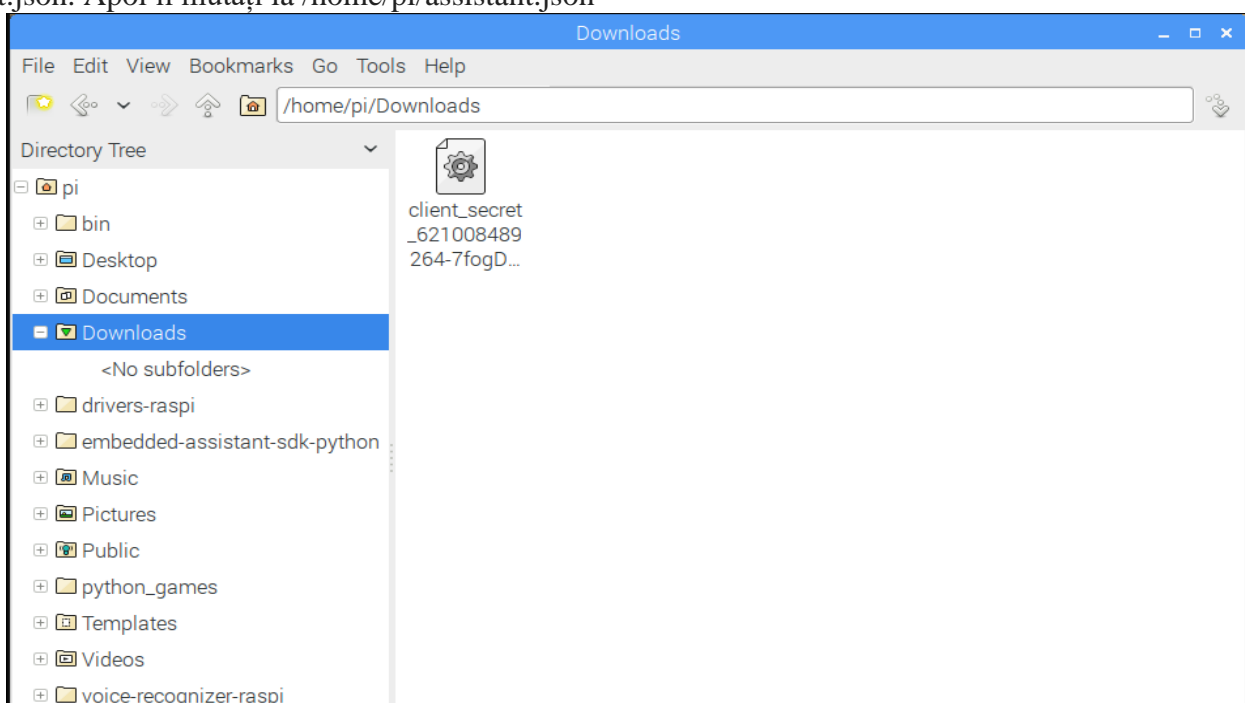 t.json. Apoi îl mutați la /home/pi/assistant.json
Downloads
File Edit View Bookmarks Go Tools Help
/home/pi/Downloads
Directory Tree
pi
bin
Desktop
Documents
Downloads
<No subfolders>
drivers-raspi
embedded-assistant-sdk-python
Music
Pictures
Public
python_games
Templates
Videos
voice-recognizer-raspi
client_secret
_621008489
264-7fogD...